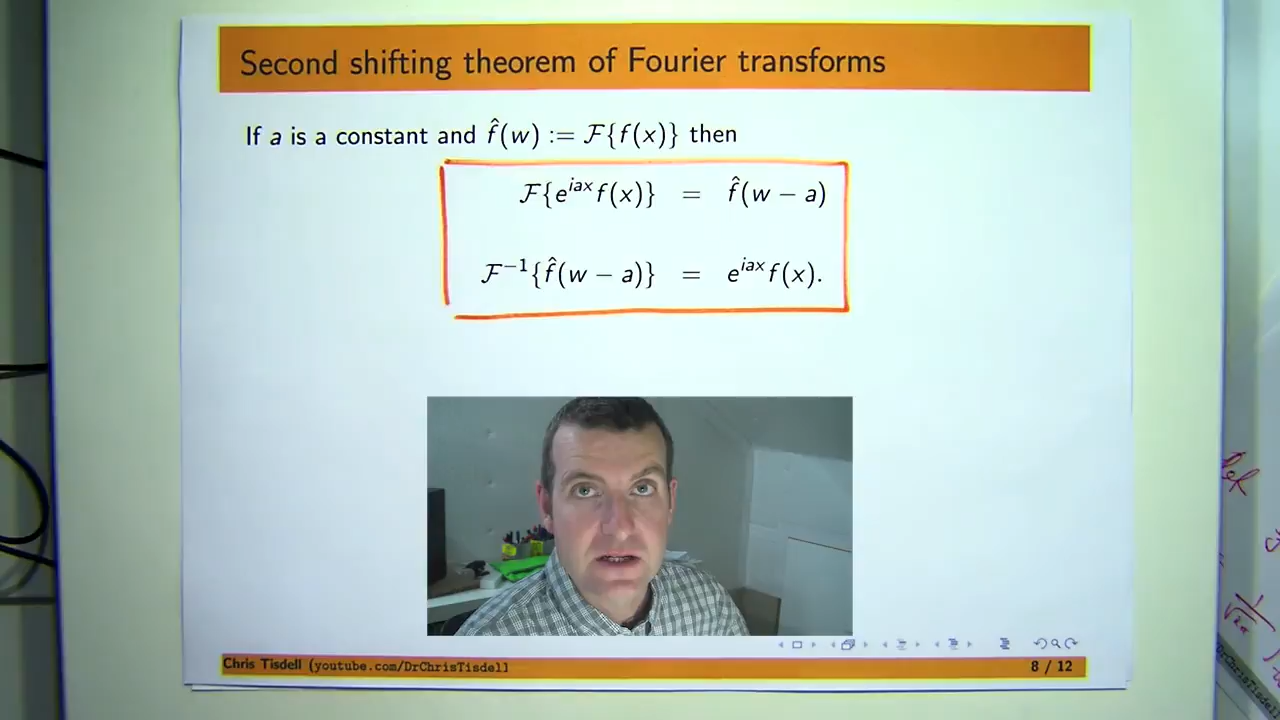 Second shifting theorem of Fourier transforms
If a is a constant and f̂(w) := ℱ{f(x)} then
ℱ{e^{iax} f(x)} = f̂(w − a)
ℱ^{−1}{f̂(w − a)} = e^{iax} f(x).
Chris Tisdell (youtube.com/DrChrisTisdell
8 / 12